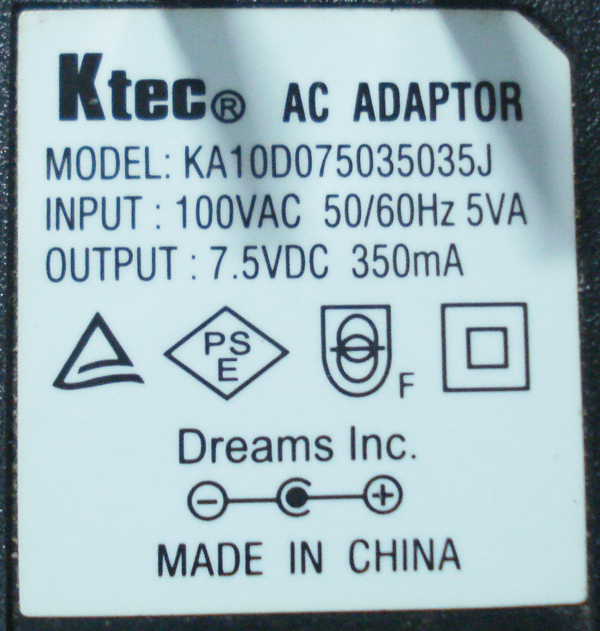 Ktec® AC ADAPTOR
MODEL: KA10D075035035J
INPUT : 100VAC 50/60Hz 5VA
OUTPUT : 7.5VDC 350mA
PSE F
Dreams Inc.
MADE IN CHINA